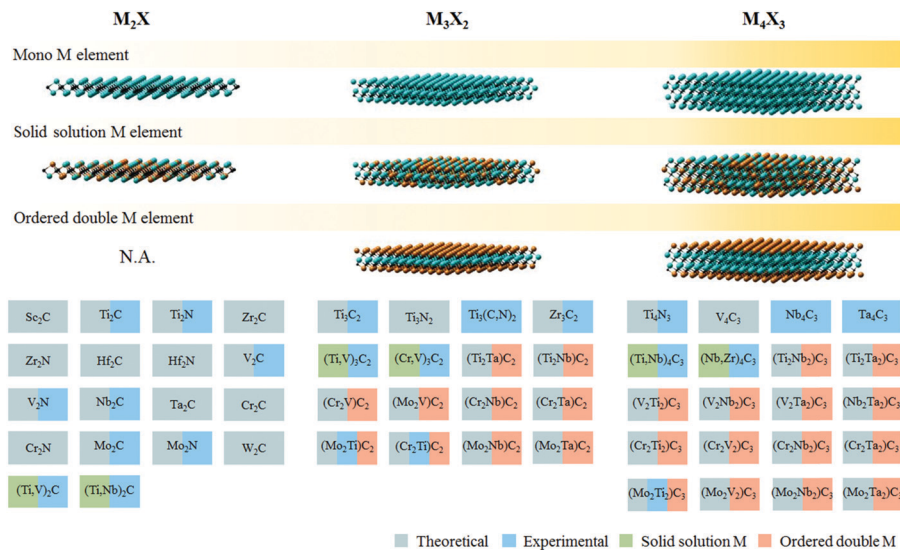 M₂X M₃X₂ M₄X₃
Mono M element
Solid solution M element
Ordered double M element
N.A.
Sc₂C Ti₂C Ti₂N Zr₂C Ti₃C₂ Ti₃N₂ Ti₃(C,N)₂ Zr₃C₂ Ti₄N₃ V₄C₃ Nb₄C₃ Ta₄C₃
Zr₂N Hf₂C Hf₂N V₂C (Ti,V)₃C₂ (Cr,V)₃C₂ (Ti₂Ta)C₂ (Ti₂Nb)C₂ (Ti,Nb)₄C₃ (Nb,Zr)₄C₃ (Ti₂Nb₂)C₃ (Ti₂Ta₂)C₃
V₂N Nb₂C Ta₂C Cr₂C (Cr₂V)C₂ (Mo₂V)C₂ (Cr₂Nb)C₂ (Cr₂Ta)C₂ (V₂Ti₂)C₃ (V₂Nb₂)C₃ (V₂Ta₂)C₃ (Nb₂Ta₂)C₃
Cr₂N Mo₂C Mo₂N W₂C (Mo₂Ti)C₂ (Cr₂Ti)C₂ (Mo₂Nb)C₂ (Mo₂Ta)C₂ (Cr₂Ti₂)C₃ (Cr₂V₂)C₃ (Cr₂Nb₂)C₃ (Cr₂Ta₂)C₃
(Ti,V)₂C (Ti,Nb)₂C (Mo₂Ti₂)C₃ (Mo₂V₂)C₃ (Mo₂Nb₂)C₃ (Mo₂Ta₂)C₃
Theoretical Experimental Solid solution M Ordered double M